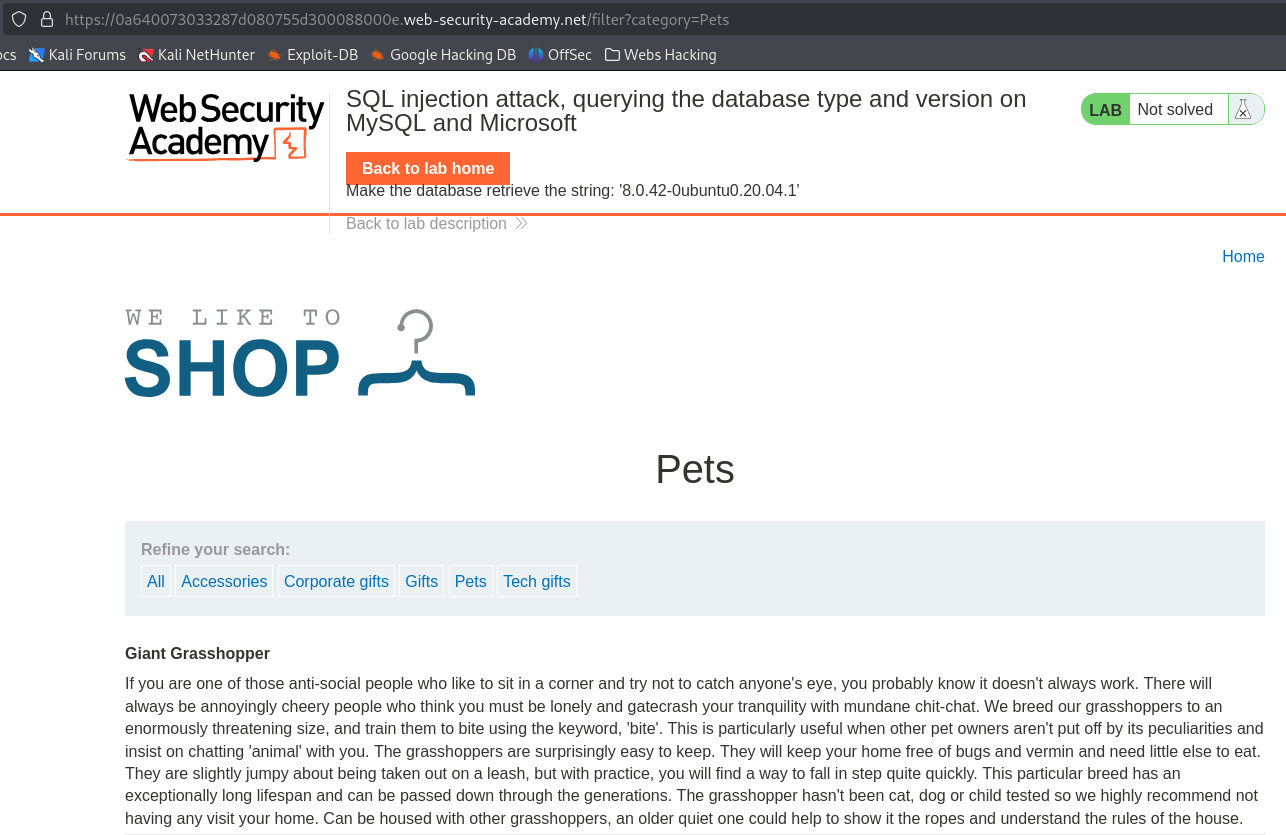 https://0a640073033287d080755d300088000e.web-security-academy.net/filter?category=Pets
ocs Kali Forums Kali NetHunter Exploit-DB Google Hacking DB OffSec Webs Hacking
Web Security
Academy
SQL injection attack, querying the database type and version on
MySQL and Microsoft
LAB Not solved
Back to lab home
Make the database retrieve the string: '8.0.42-0ubuntu0.20.04.1'
Back to lab description
Home
WE LIKE TO
SHOP
Pets
Refine your search:
All Accessories Corporate gifts Gifts Pets Tech gifts
Giant Grasshopper
If you are one of those anti-social people who like to sit in a corner and try not to catch anyone's eye, you probably know it doesn't always work. There will
always be annoyingly cheery people who think you must be lonely and gatecrash your tranquility with mundane chit-chat. We breed our grasshoppers to an
enormously threatening size, and train them to bite using the keyword, 'bite'. This is particularly useful when other pet owners aren't put off by its peculiarities and
insist on chatting 'animal' with you. The grasshoppers are surprisingly easy to keep. They will keep your home free of bugs and vermin and need little else to eat.
They are slightly jumpy about being taken out on a leash, but with practice, you will find a way to fall in step quite quickly. This particular breed has an
exceptionally long lifespan and can be passed down through the generations. The grasshopper hasn't been cat, dog or child tested so we highly recommend not
having any visit your home. Can be housed with other grasshoppers, an older quiet one could help to show it the ropes and understand the rules of the house.